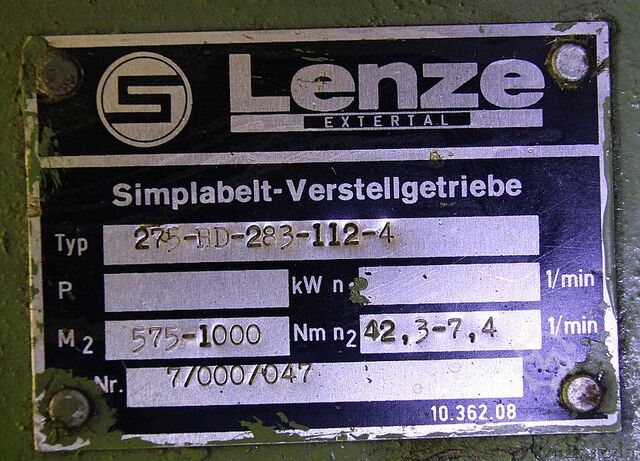 Lenze
EXTERTAL
Simplabelt-Verstellgetriebe
Typ 275-HD-283-112-4
P kW n 1/min
M2 575-1000 Nm n2 42,3-7,4 1/min
Nr. 7/000/047
10.362.08